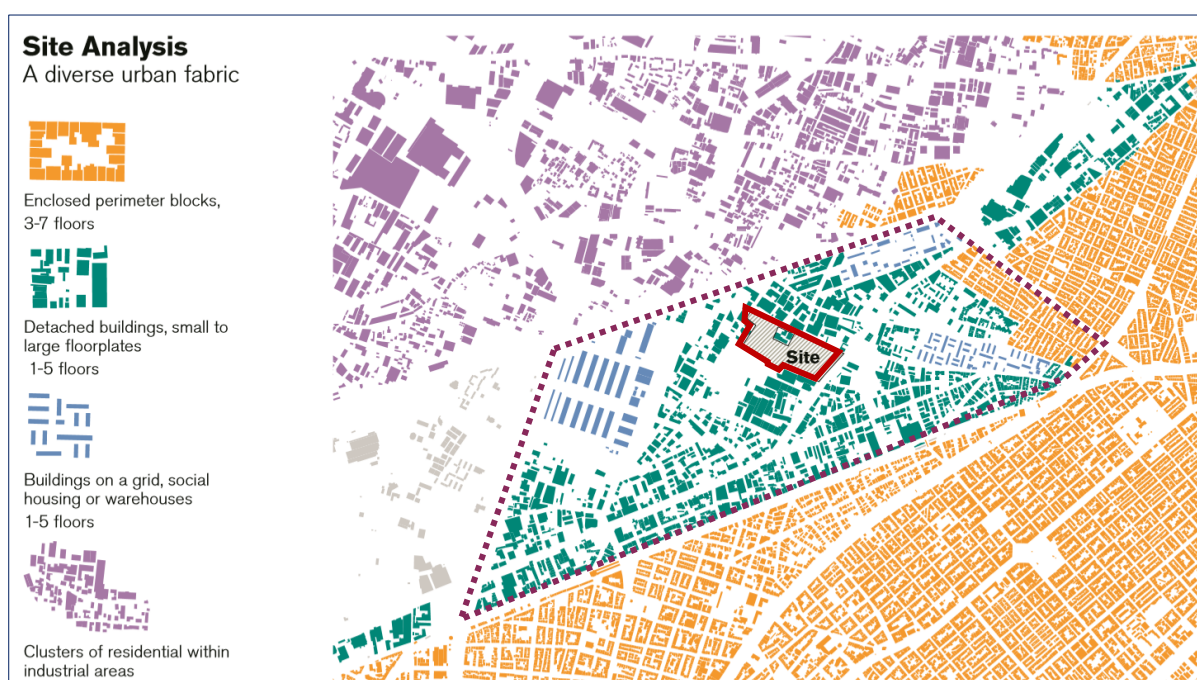 Site Analysis
A diverse urban fabric
Enclosed perimeter blocks,
3-7 floors
Detached buildings, small to
large floorplates
1-5 floors
Buildings on a grid, social
housing or warehouses
1-5 floors
Clusters of residential within
industrial areas
Site